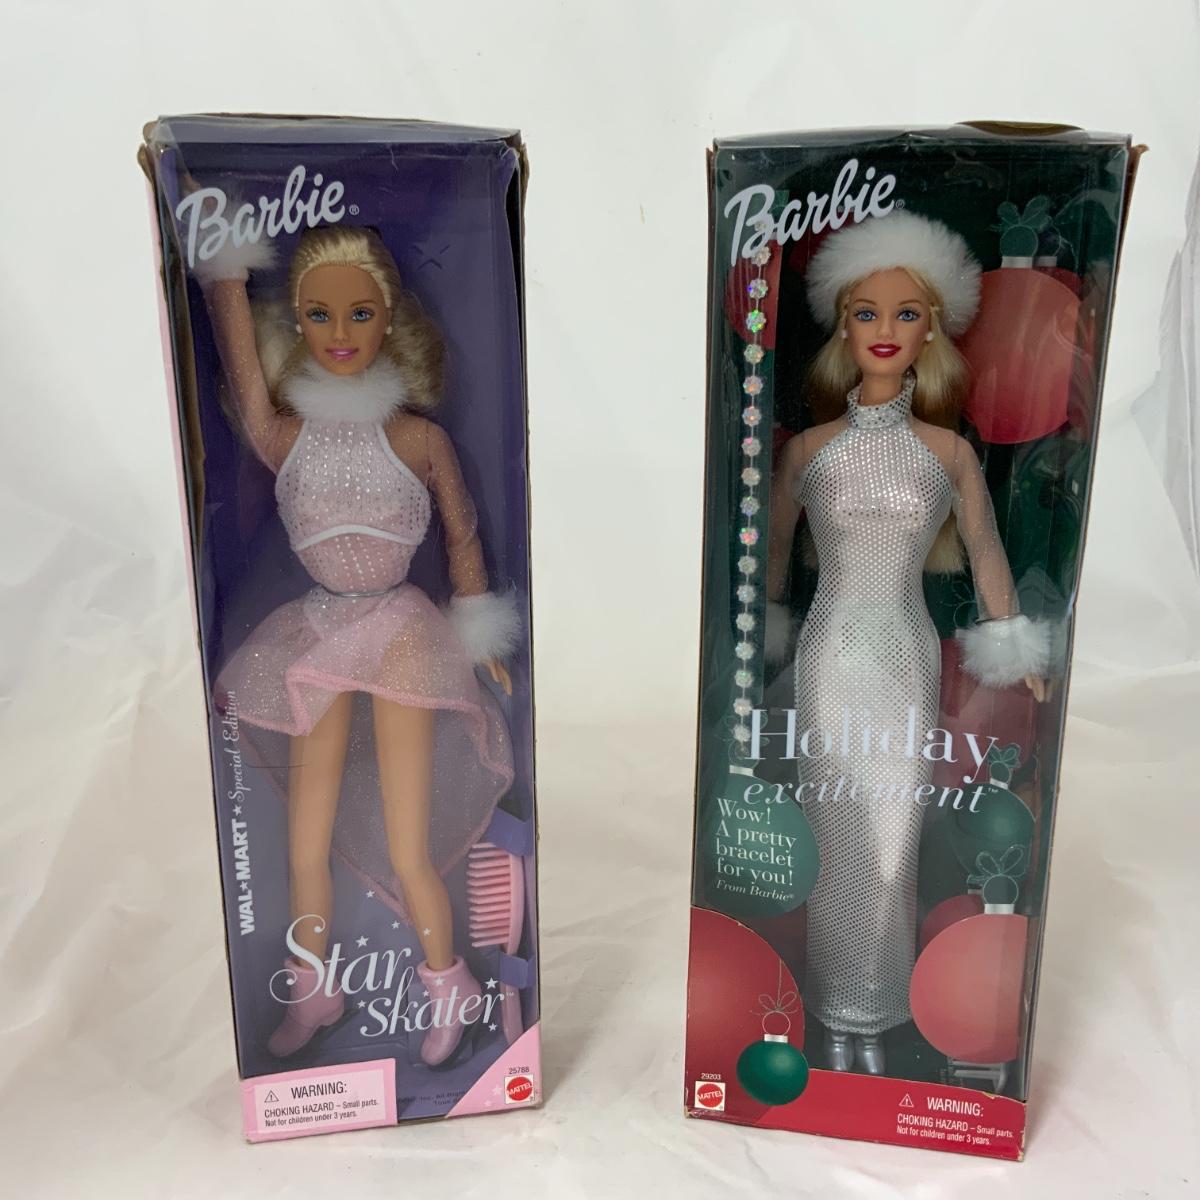 Barbie®
WAL★MART ★ Special Edition
Star
skater™
⚠ WARNING:
CHOKING HAZARD – Small parts.
Not for children under 3 years.
25788
MATTEL
Barbie®
Holiday
excitement™
Wow!
A pretty
bracelet
for you!
From Barbie®
29203
MATTEL
⚠ WARNING:
CHOKING HAZARD – Small parts.
Not for children under 3 years.